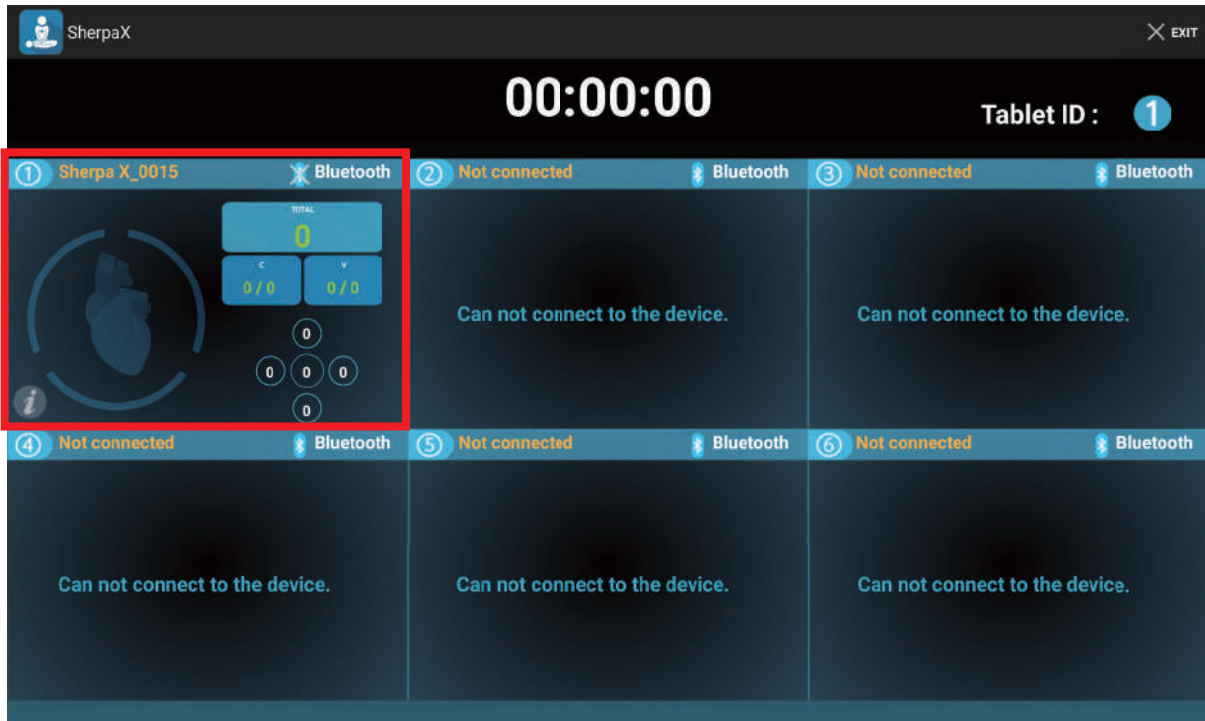 SherpaX
EXIT
00:00:00
Tablet ID : 1
1 Sherpa X_0015 Bluetooth
2 Not connected Bluetooth
3 Not connected Bluetooth
TOTAL
0
C
V
0 / 0
0 / 0
0
0 0 0
0
i
Can not connect to the device.
Can not connect to the device.
4 Not connected Bluetooth
5 Not connected Bluetooth
6 Not connected Bluetooth
Can not connect to the device.
Can not connect to the device.
Can not connect to the device.